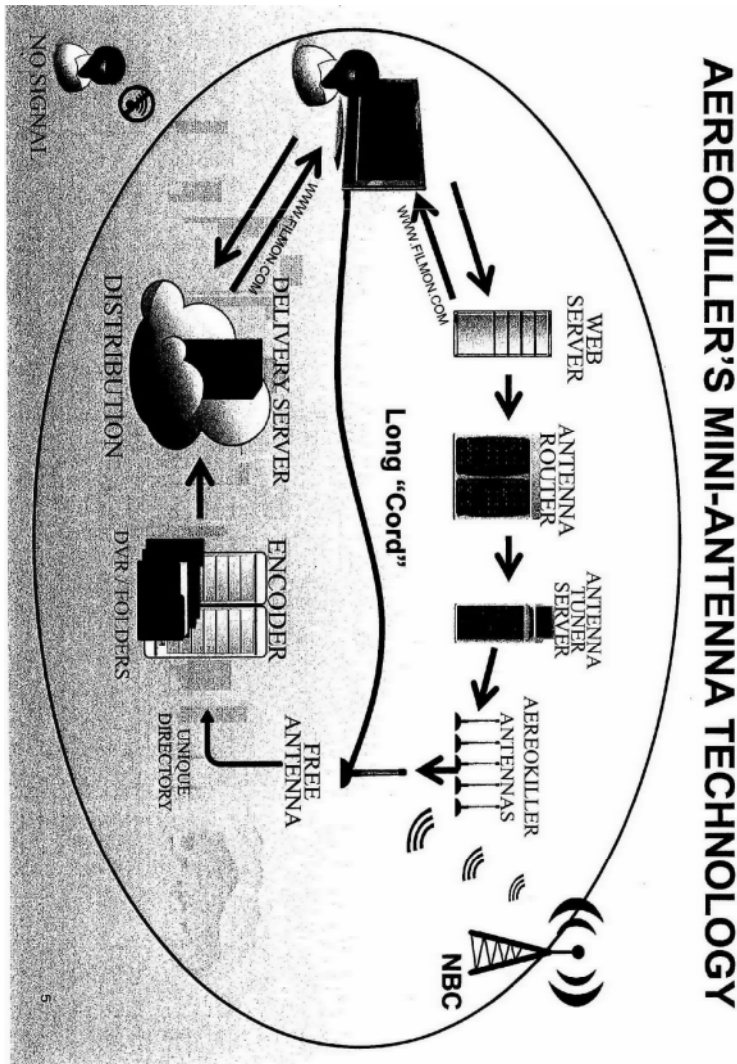 AEREOKILLER'S MINI-ANTENNA TECHNOLOGY
WEB
SERVER
ANTENNA
ROUTER
ANTENNA
TUNER
SERVER
AEREOKILLER
ANTENNAS
NBC
WWW.FILMON.COM
Long "Cord"
WWW.FILMON.COM
DELIVERY SERVER
DISTRIBUTION
ENCODER
DVR / FOLDERS
FREE
ANTENNA
UNIQUE
DIRECTORY
NO SIGNAL
5